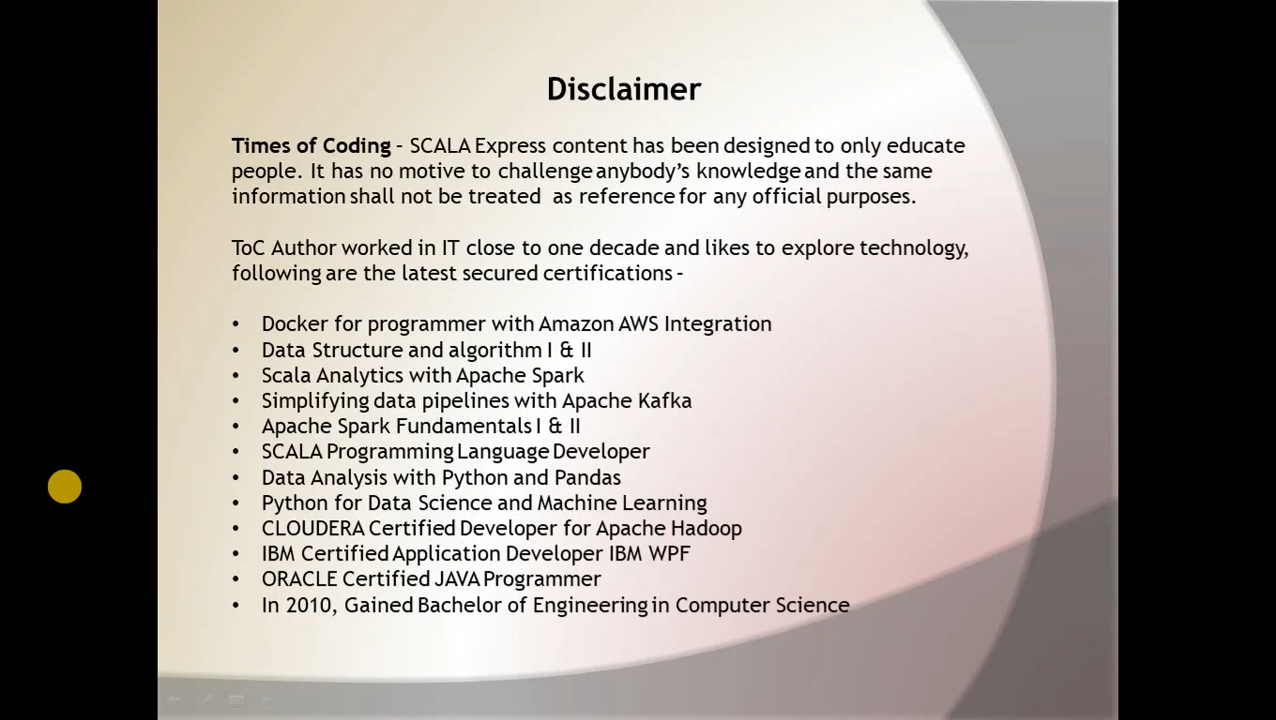 Disclaimer
Times of Coding - SCALA Express content has been designed to only educate
people. It has no motive to challenge anybody's knowledge and the same
information shall not be treated as reference for any official purposes.
ToC Author worked in IT close to one decade and likes to explore technology,
following are the latest secured certifications -
• Docker for programmer with Amazon AWS Integration
• Data Structure and algorithm I & II
• Scala Analytics with Apache Spark
• Simplifying data pipelines with Apache Kafka
• Apache Spark Fundamentals I & II
• SCALA Programming Language Developer
• Data Analysis with Python and Pandas
• Python for Data Science and Machine Learning
• CLOUDERA Certified Developer for Apache Hadoop
• IBM Certified Application Developer IBM WPF
• ORACLE Certified JAVA Programmer
• In 2010, Gained Bachelor of Engineering in Computer Science